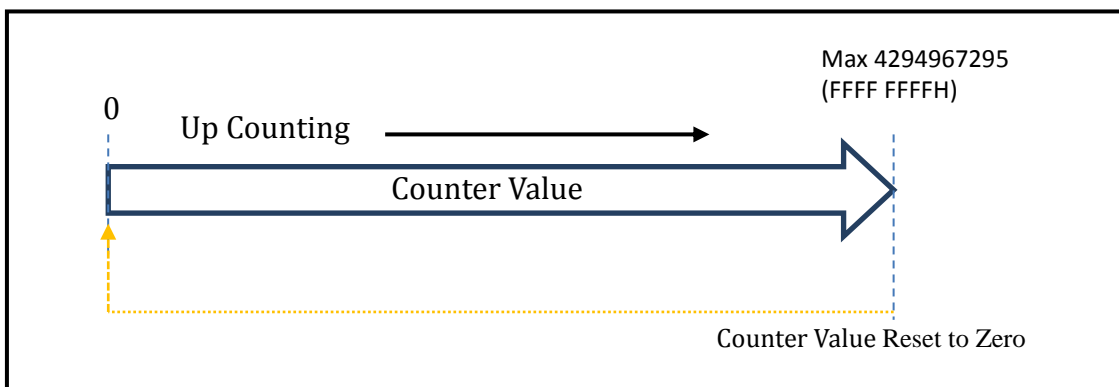 Max 4294967295
(FFFF FFFFH)
0
Up Counting
Counter Value
Counter Value Reset to Zero